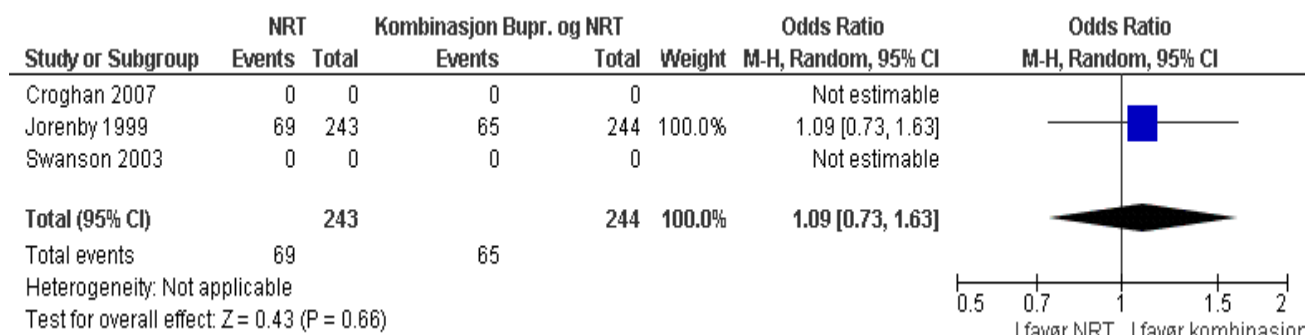 NRT Kombinasjon Bupr. og NRT Odds Ratio Odds Ratio
Study or Subgroup Events Total Events Total Weight M-H, Random, 95% CI M-H, Random, 95% CI
Croghan 2007 0 0 0 0 Not estimable
Jorenby 1999 69 243 65 244 100.0% 1.09 [0.73, 1.63]
Swanson 2003 0 0 0 0 Not estimable
Total (95% CI) 243 244 100.0% 1.09 [0.73, 1.63]
Total events 69 65
Heterogeneity: Not applicable
Test for overall effect: Z = 0.43 (P = 0.66)
0.5 0.7 1 1.5 2
I favør NRT I favør kombinasjon